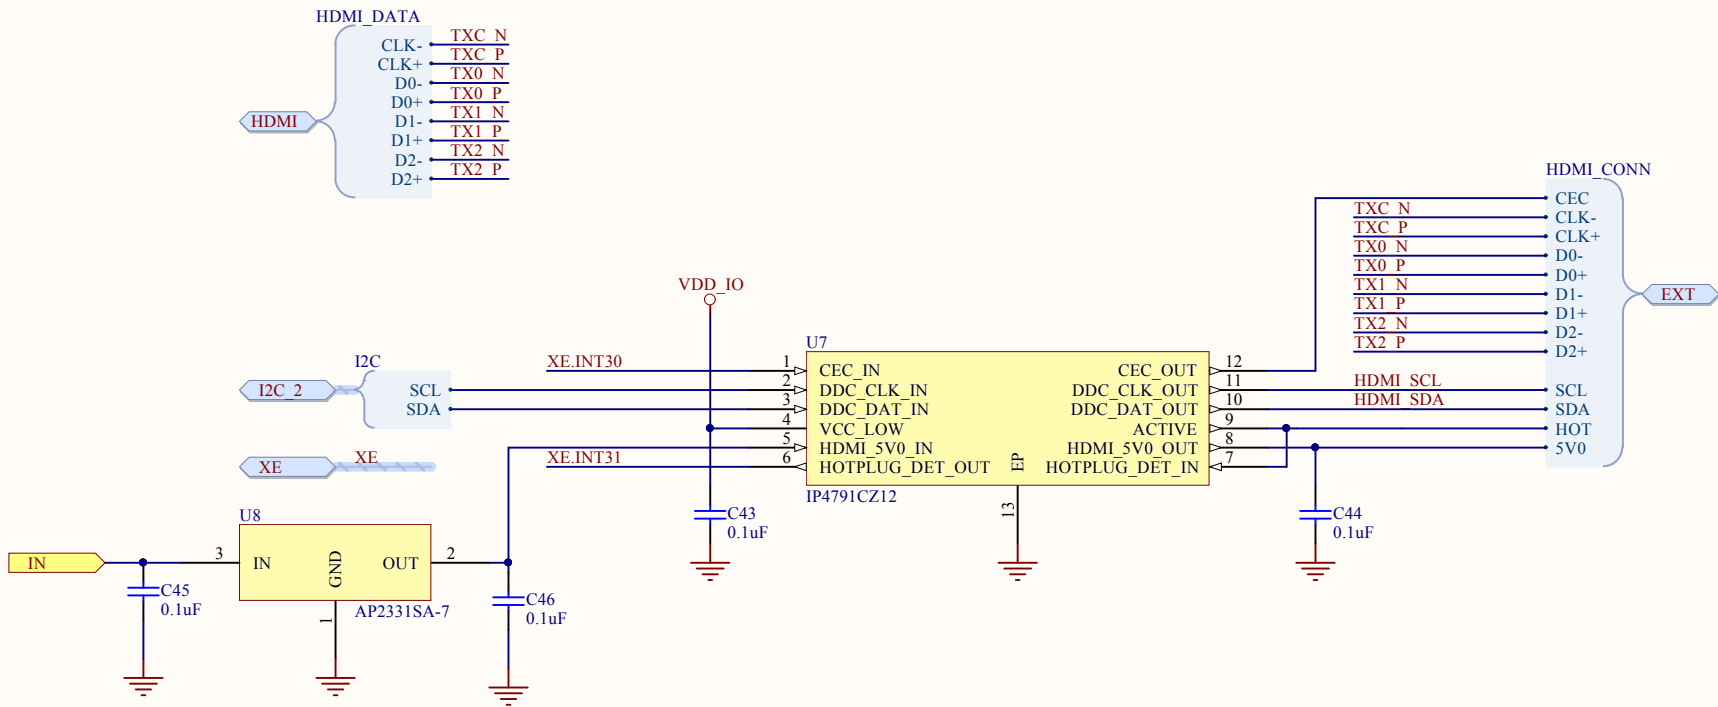 HDMI_DATA
CLK- TXC_N
CLK+ TXC_P
D0- TX0_N
D0+ TX0_P
HDMI D1- TX1_N
D1+ TX1_P
D2- TX2_N
D2+ TX2_P
HDMI_CONN
CEC
TXC_N CLK-
TXC_P CLK+
TX0_N D0-
TX0_P D0+
TX1_N D1- EXT
TX1_P D1+
TX2_N D2-
TX2_P D2+
HDMI_SCL SCL
HDMI_SDA SDA
HOT
5V0
VDD_IO
I2C
I2C_2 SCL
SDA
XE XE
XE.INT30
XE.INT31
U7
1 CEC_IN CEC_OUT 12
2 DDC_CLK_IN DDC_CLK_OUT 11
3 DDC_DAT_IN DDC_DAT_OUT 10
4 VCC_LOW ACTIVE 9
5 HDMI_5V0_IN HDMI_5V0_OUT 8
6 HOTPLUG_DET_OUT EP HOTPLUG_DET_IN 7
IP4791CZ12
13
C43
0.1uF
C44
0.1uF
U8
IN 3 IN GND OUT 2
1 AP2331SA-7
C45
0.1uF
C46
0.1uF